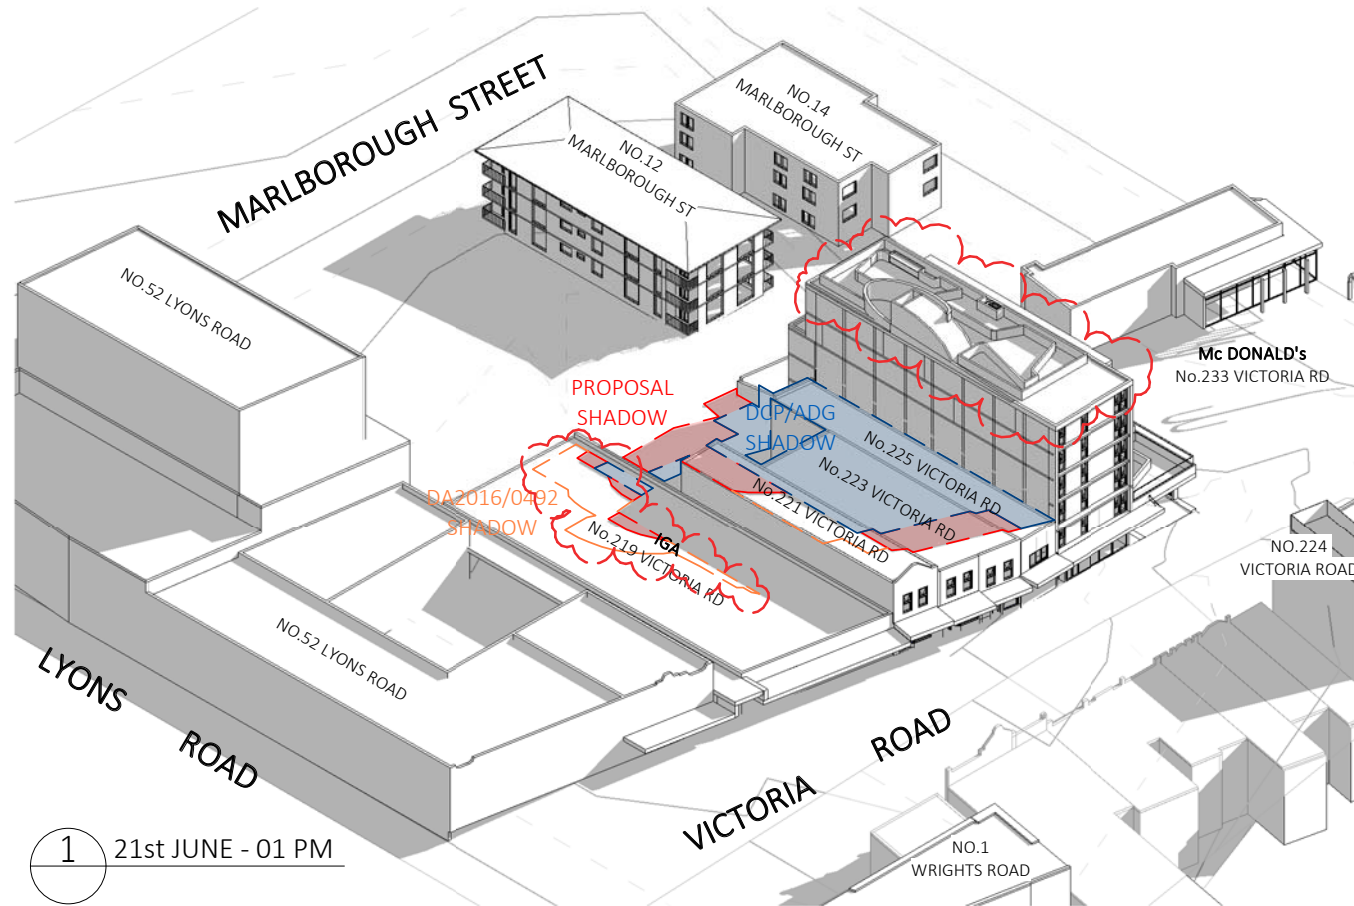 MARLBOROUGH STREET
NO.14
MARLBOROUGH ST
NO.12
MARLBOROUGH ST
NO.52 LYONS ROAD
Mc DONALD's
No.233 VICTORIA RD
PROPOSAL
SHADOW
DCP/ADG
SHADOW
No.225 VICTORIA RD
No.223 VICTORIA RD
No.221 VICTORIA RD
DA2016/0492
SHADOW
IGA
No.219 VICTORIA RD
NO.224
VICTORIA ROAD
NO.52 LYONS ROAD
LYONS ROAD
VICTORIA ROAD
NO.1
WRIGHTS ROAD
1
21st JUNE - 01 PM